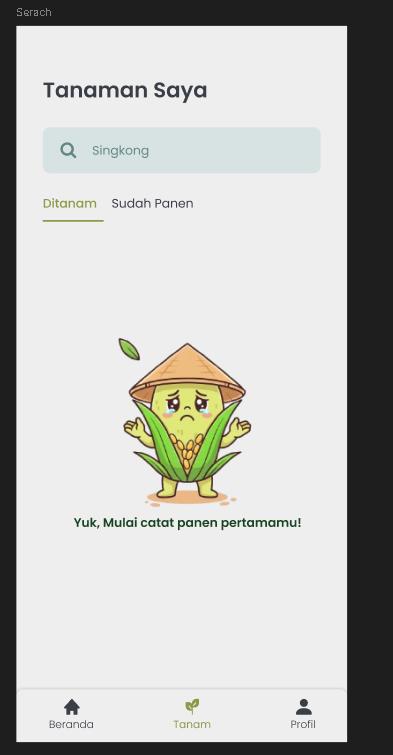 Serach
Tanaman Saya
Singkong
Ditanam Sudah Panen
Yuk, Mulai catat panen pertamamu!
Beranda Tanam Profil